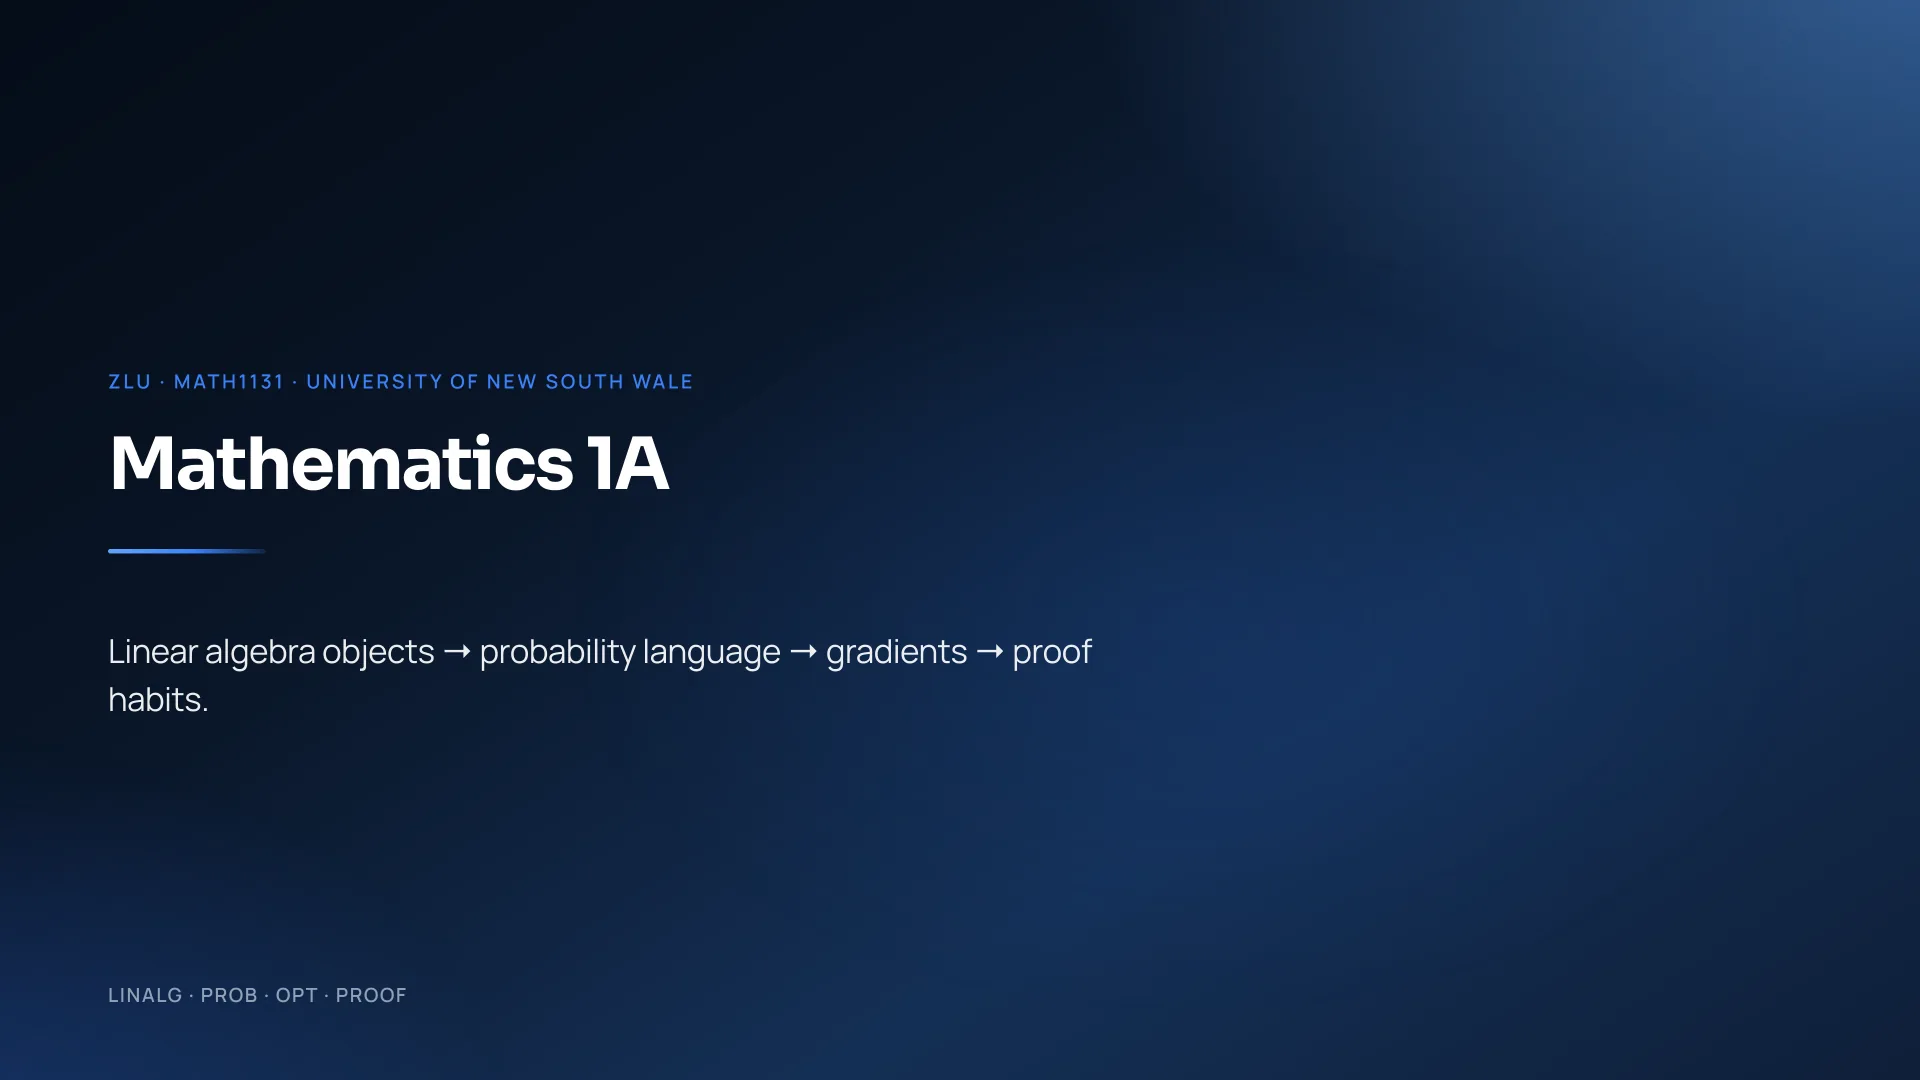 ZLU · MATH1131 · UNIVERSITY OF NEW SOUTH WALE
Mathematics 1A
Linear algebra objects → probability language → gradients → proof
habits.
LINALG · PROB · OPT · PROOF